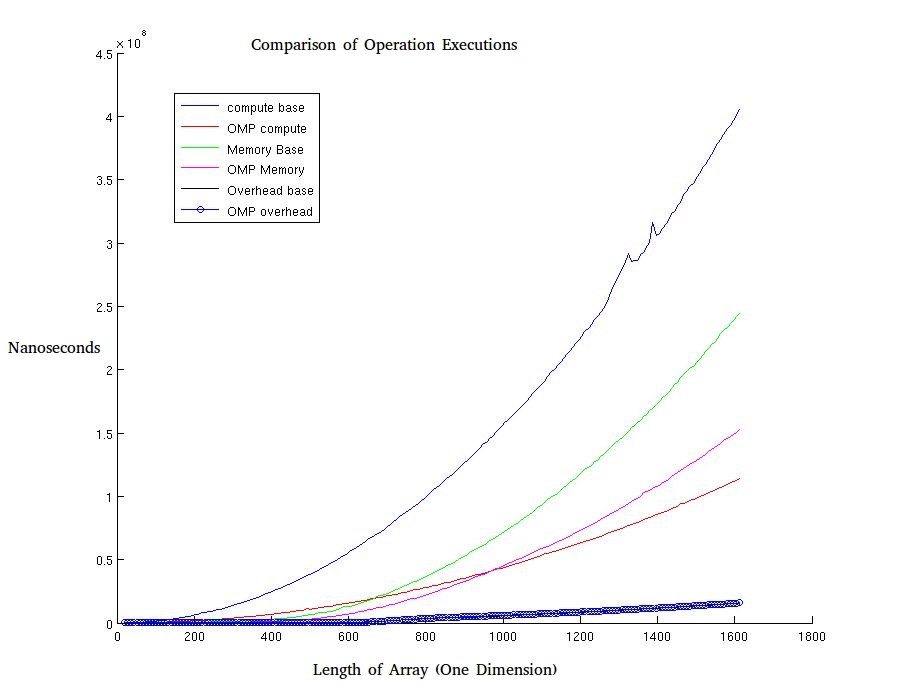 Comparison of Operation Executions
× 10^8
4.5
4
3.5
3
2.5
2
1.5
1
0.5
0
compute base
OMP compute
Memory Base
OMP Memory
Overhead base
OMP overhead
Nanoseconds
0 200 400 600 800 1000 1200 1400 1600 1800
Length of Array (One Dimension)